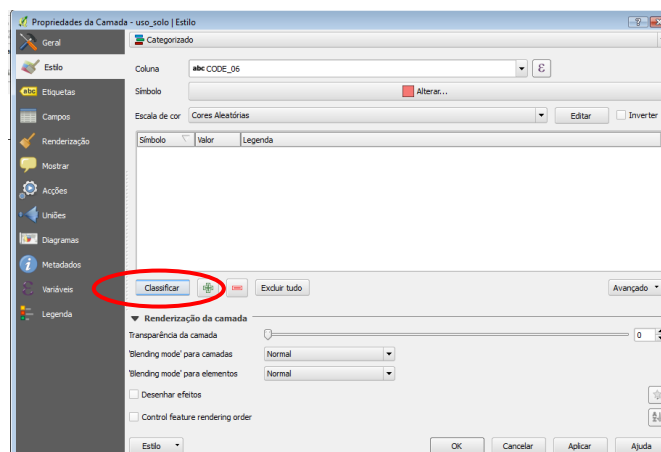 Propriedades da Camada - uso_solo | Estilo
Geral
Estilo
abc Etiquetas
Campos
Renderização
Mostrar
Acções
Uniões
Diagramas
Metadados
Variáveis
Legenda
Categorizado
Coluna abc CODE_06 ε
Símbolo Alterar...
Escala de cor Cores Aleatórias Editar Inverter
Símbolo Valor Legenda
Classificar Excluir tudo Avançado
Renderização da camada
Transparência da camada 0
'Blending mode' para camadas Normal
'Blending mode' para elementos Normal
Desenhar efeitos
Control feature rendering order
Estilo OK Cancelar Aplicar Ajuda